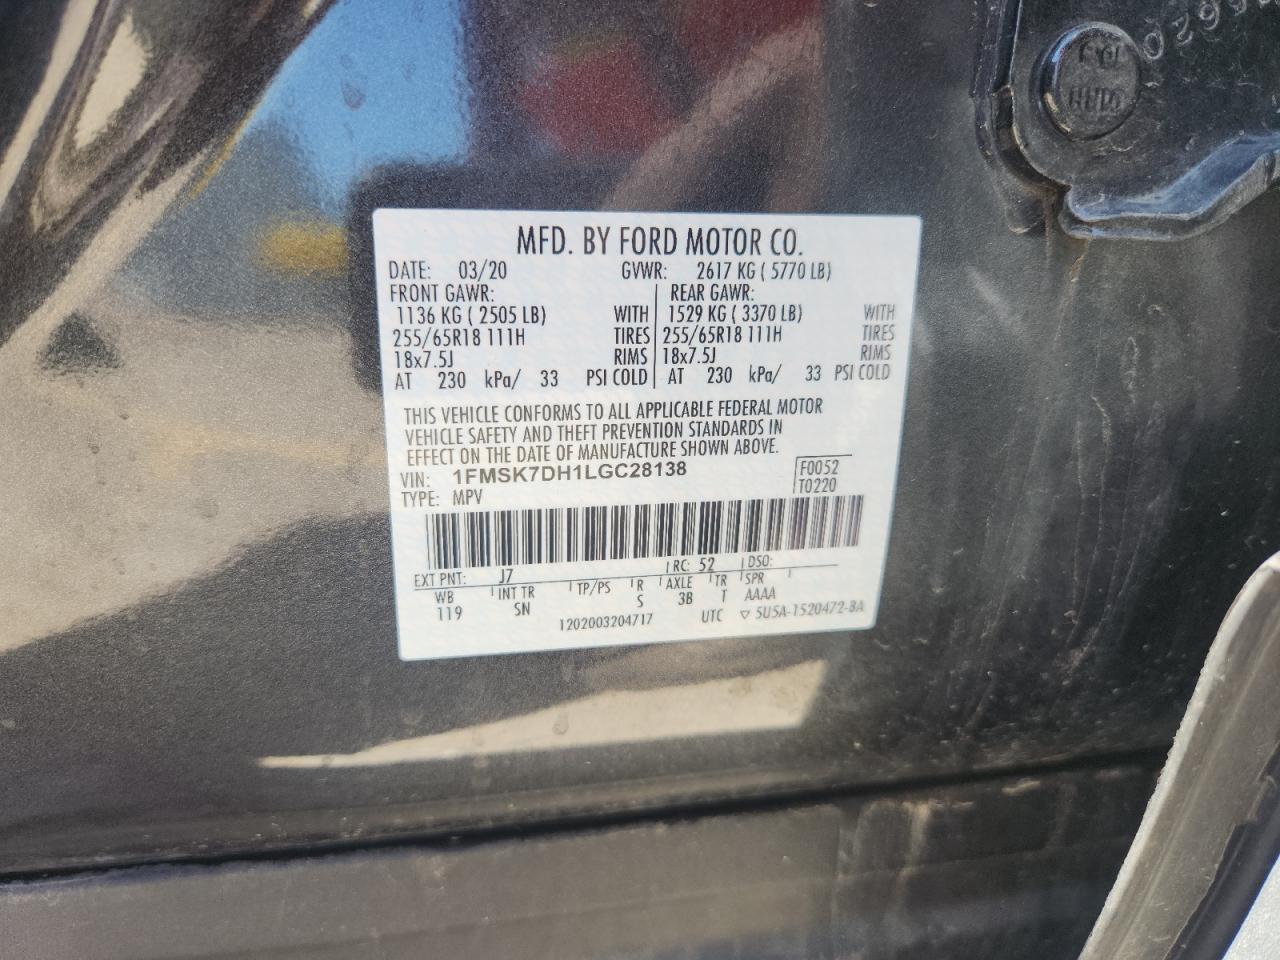 MFD. BY FORD MOTOR CO.
DATE: 03/20 GVWR: 2617 KG ( 5770 LB)
FRONT GAWR: REAR GAWR:
1136 KG ( 2505 LB) WITH 1529 KG ( 3370 LB) WITH
255/65R18 111H TIRES 255/65R18 111H TIRES
18x7.5J RIMS 18x7.5J RIMS
AT 230 kPa/ 33 PSI COLD AT 230 kPa/ 33 PSI COLD
THIS VEHICLE CONFORMS TO ALL APPLICABLE FEDERAL MOTOR
VEHICLE SAFETY AND THEFT PREVENTION STANDARDS IN
EFFECT ON THE DATE OF MANUFACTURE SHOWN ABOVE.
VIN: 1FMSK7DH1LGC28138 F0052
TYPE: MPV T0220
EXT PNT: J7 RC: 52 DSO:
WB INT TR TP/PS R AXLE TR SPR
119 SN S 3B T AAAA
1202003204717 UTC ▽ 5U5A-1520472-BA